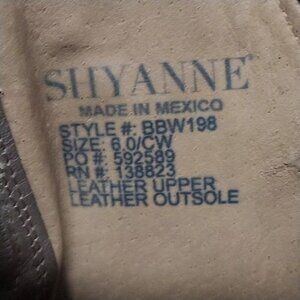 SHYANNE®
MADE IN MEXICO
STYLE #: BBW198
SIZE: 6.0/CW
PO #: 592589
RN #: 138823
LEATHER UPPER
LEATHER OUTSOLE